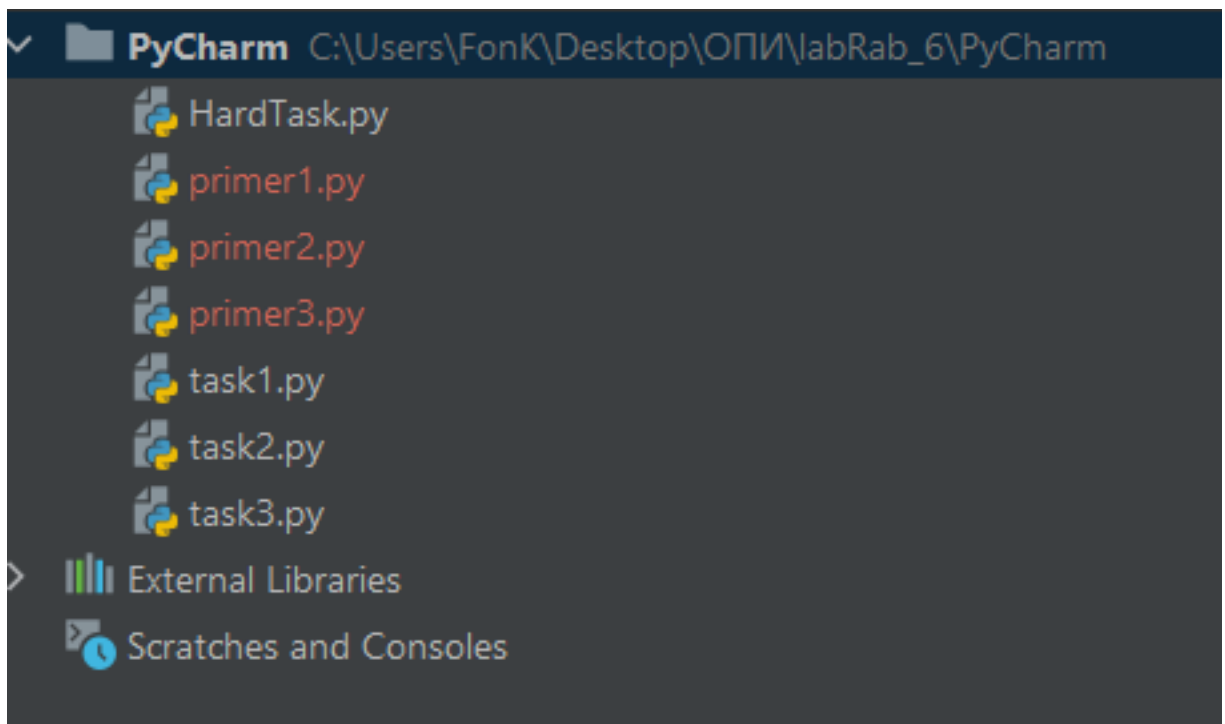 PyCharm C:\Users\FonK\Desktop\ОПИ\labRab_6\PyCharm
HardTask.py
primer1.py
primer2.py
primer3.py
task1.py
task2.py
task3.py
External Libraries
Scratches and Consoles